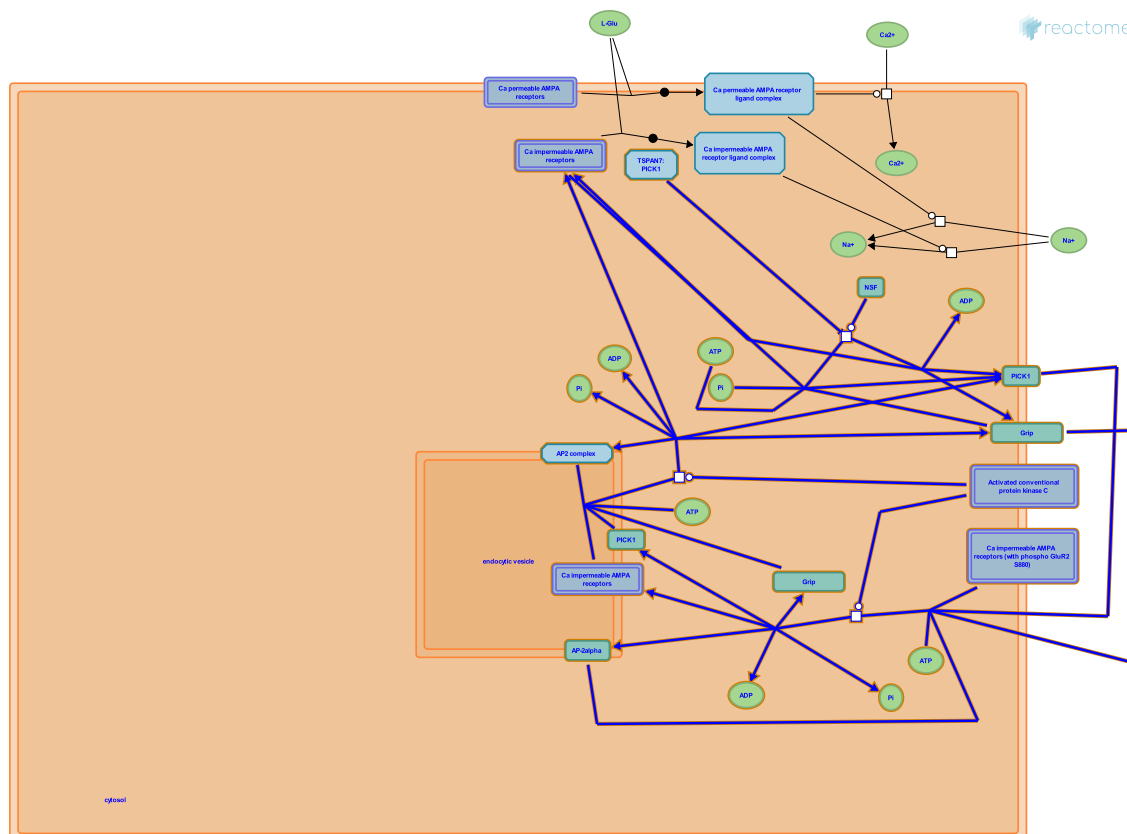 L-Glu
Ca2+
reactome
Ca permeable AMPA
receptors
Ca permeable AMPA receptor
ligand complex
Ca impermeable AMPA
receptors
TSPAN7:
PICK1
Ca impermeable AMPA
receptor ligand complex
Ca2+
Na+
Na+
NSF
ADP
ATP
ADP
Pi
Pi
PICK1
Grip
AP2 complex
Activated conventional
protein kinase C
ATP
PICK1
endocytic vesicle
Ca impermeable AMPA
receptors
Grip
Ca impermeable AMPA
receptors (with phospho GluR2
S880)
AP-2alpha
ATP
ADP
Pi
cytosol